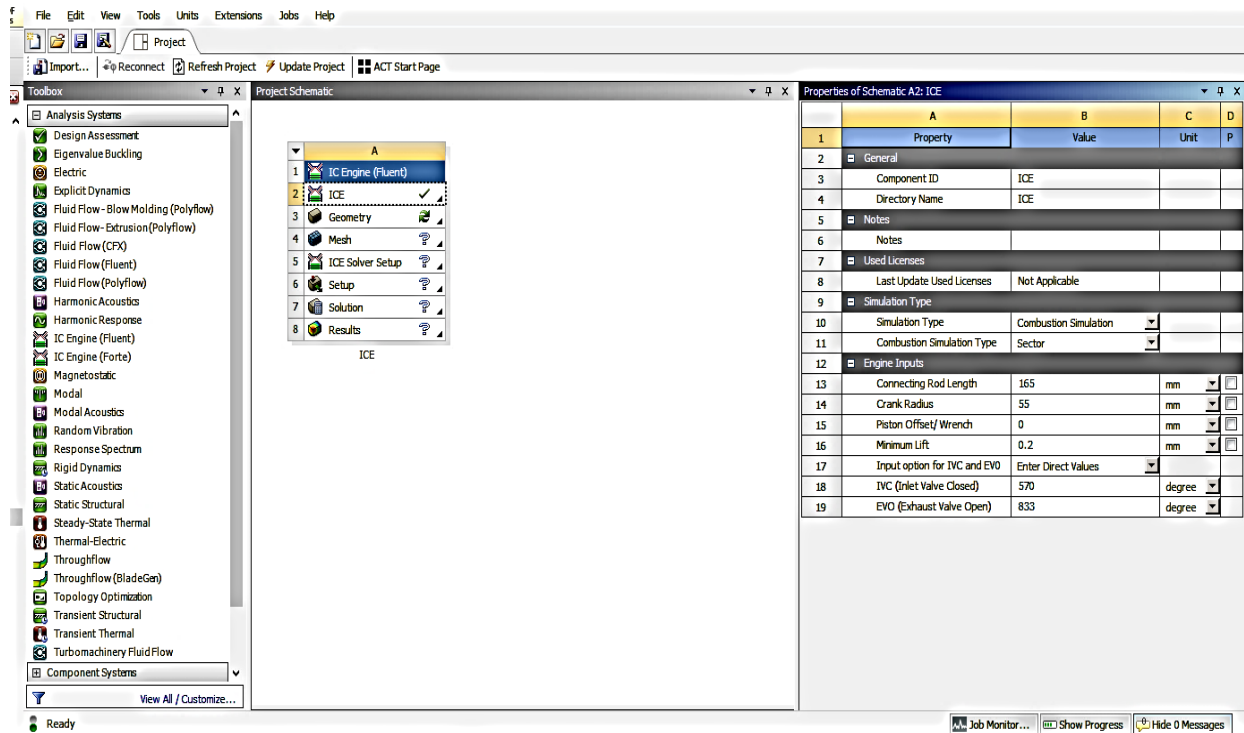 File Edit View Tools Units Extensions Jobs Help
Project
Import... Reconnect Refresh Project Update Project ACT Start Page
Toolbox
Analysis Systems
Design Assessment
Eigenvalue Buckling
Electric
Explicit Dynamics
Fluid Flow - Blow Molding (Polyflow)
Fluid Flow - Extrusion (Polyflow)
Fluid Flow (CFX)
Fluid Flow (Fluent)
Fluid Flow (Polyflow)
Harmonic Acoustics
Harmonic Response
IC Engine (Fluent)
IC Engine (Forte)
Magnetostatic
Modal
Modal Acoustics
Random Vibration
Response Spectrum
Rigid Dynamics
Static Acoustics
Static Structural
Steady-State Thermal
Thermal-Electric
Throughflow
Throughflow (BladeGen)
Topology Optimization
Transient Structural
Transient Thermal
Turbomachinery Fluid Flow
Component Systems
View All / Customize...
Project Schematic
A
1 IC Engine (Fluent)
2 ICE
3 Geometry
4 Mesh
5 ICE Solver Setup
6 Setup
7 Solution
8 Results
ICE
Properties of Schematic A2: ICE
A B C D
1 Property Value Unit P
2 General
3 Component ID ICE
4 Directory Name ICE
5 Notes
6 Notes
7 Used Licenses
8 Last Update Used Licenses Not Applicable
9 Simulation Type
10 Simulation Type Combustion Simulation
11 Combustion Simulation Type Sector
12 Engine Inputs
13 Connecting Rod Length 165 mm
14 Crank Radius 55 mm
15 Piston Offset/ Wrench 0 mm
16 Minimum Lift 0.2 mm
17 Input option for IVC and EVO Enter Direct Values
18 IVC (Inlet Valve Closed) 570 degree
19 EVO (Exhaust Valve Open) 833 degree
Ready
Job Monitor... Show Progress Hide 0 Messages